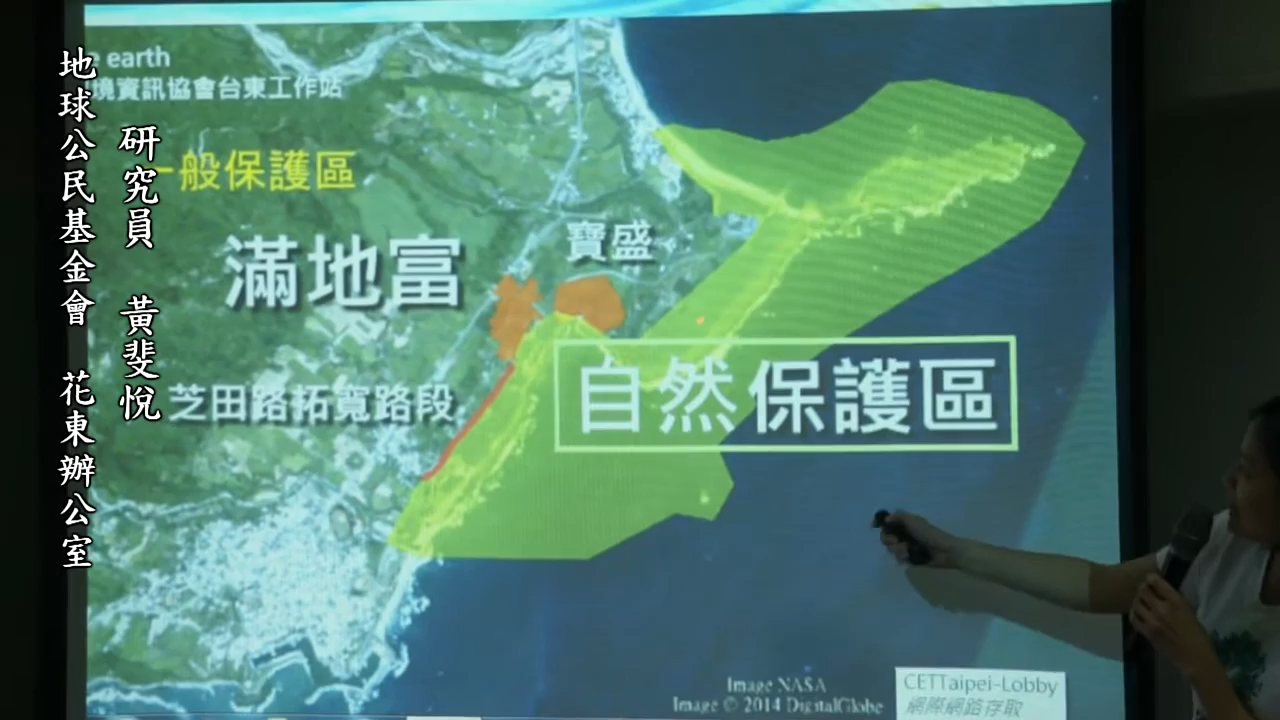 地球公民基金會 花東辦公室
研究員 黃斐悅
earth
境資訊協會台東工作站
一般保護區
滿地富
寶盛
自然保護區
芝田路拓寬路段
Image NASA
Image © 2014 DigitalGlobe
CETTaipei-Lobby
網際網路存取